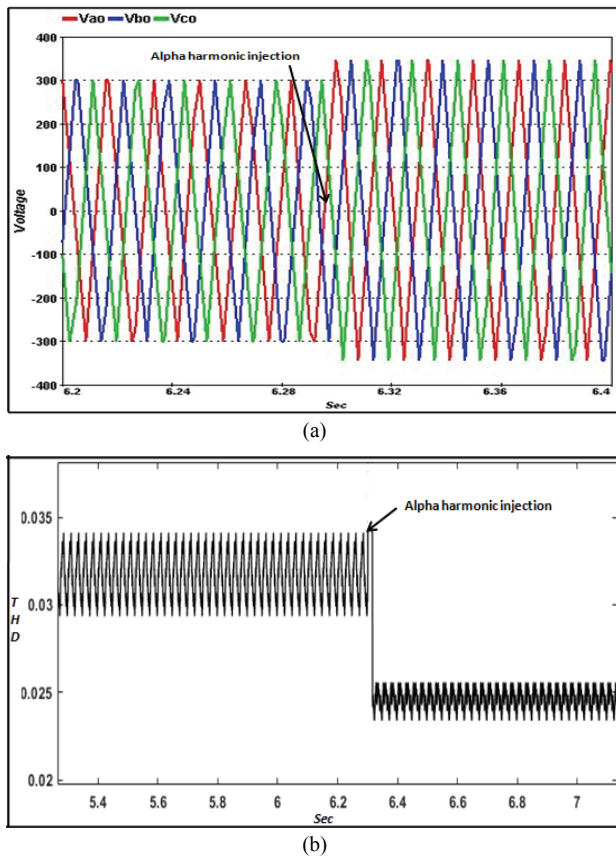 Vao Vbo Vco
400
Alpha harmonic injection
300
200
100
0
-100
-200
-300
-400
Voltage
6.2 6.24 6.28 6.32 6.36 6.4
Sec
(a)
0.035
Alpha harmonic injection
0.03
T
H
D
0.025
0.02
5.4 5.6 5.8 6 6.2 6.4 6.6 6.8 7
Sec
(b)